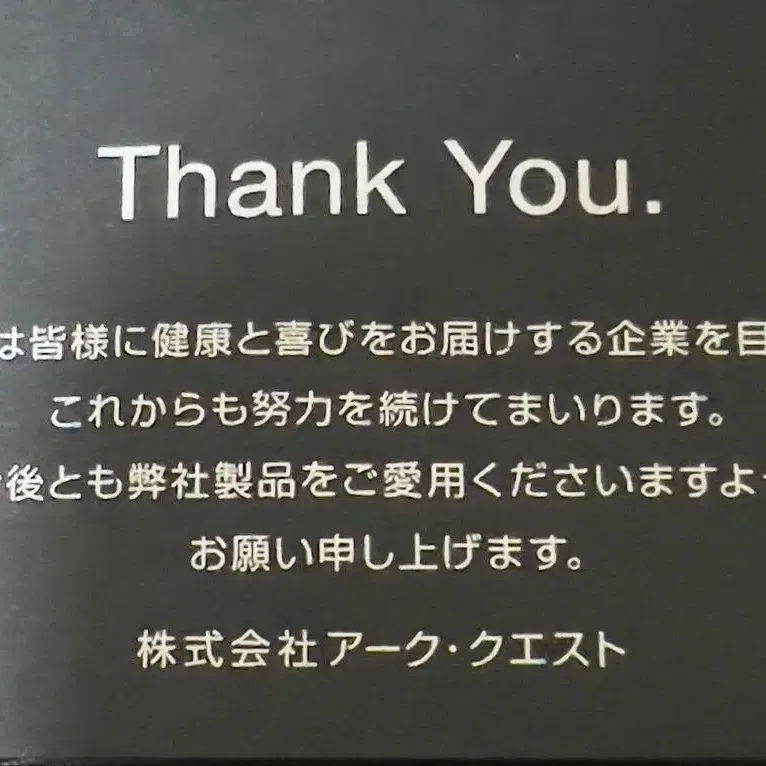 Thank You.
は皆様に健康と喜びをお届けする企業を目
これからも努力を続けてまいります。
後とも弊社製品をご愛用くださいますよ
お願い申し上げます。
株式会社アーク・クエスト